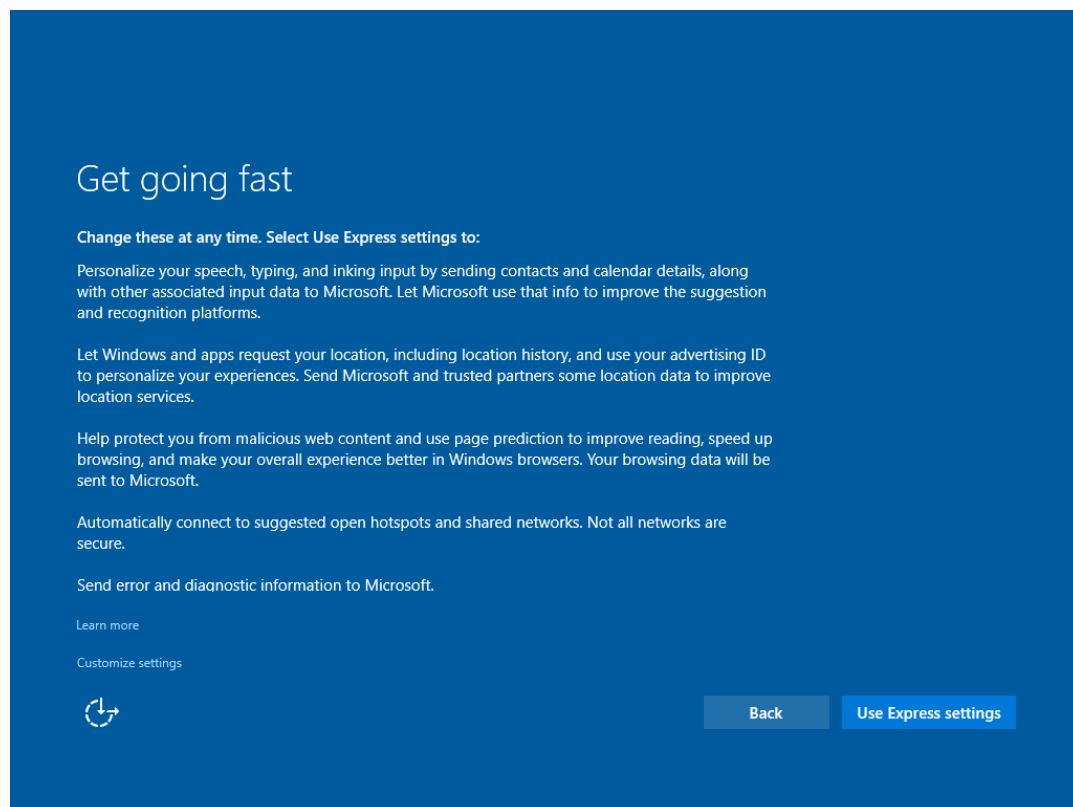 Get going fast
Change these at any time. Select Use Express settings to:
Personalize your speech, typing, and inking input by sending contacts and calendar details, along
with other associated input data to Microsoft. Let Microsoft use that info to improve the suggestion
and recognition platforms.
Let Windows and apps request your location, including location history, and use your advertising ID
to personalize your experiences. Send Microsoft and trusted partners some location data to improve
location services.
Help protect you from malicious web content and use page prediction to improve reading, speed up
browsing, and make your overall experience better in Windows browsers. Your browsing data will be
sent to Microsoft.
Automatically connect to suggested open hotspots and shared networks. Not all networks are
secure.
Send error and diagnostic information to Microsoft.
Learn more
Customize settings
Back
Use Express settings